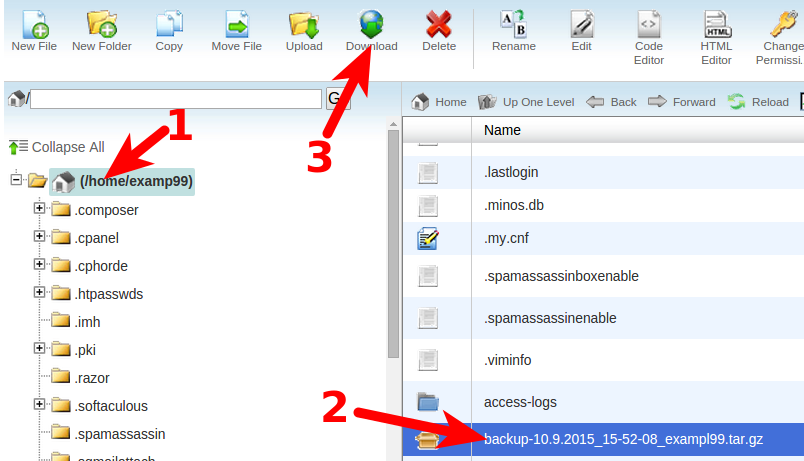 New File New Folder Copy Move File Upload Download Delete Rename Edit Code Editor HTML Editor Change Permissi.
3
/ G
Home Up One Level Back Forward Reload
1
Name
Collapse All
.lastlogin
(/home/examp99)
.minos.db
.composer
.my.cnf
.cpanel
.cphorde
.spamassassinboxenable
.htpasswds
.imh
.spamassassinenable
.pki
.viminfo
.razor
.softaculous
access-logs
2
.spamassassin
backup-10.9.2015_15-52-08_exampl99.tar.gz